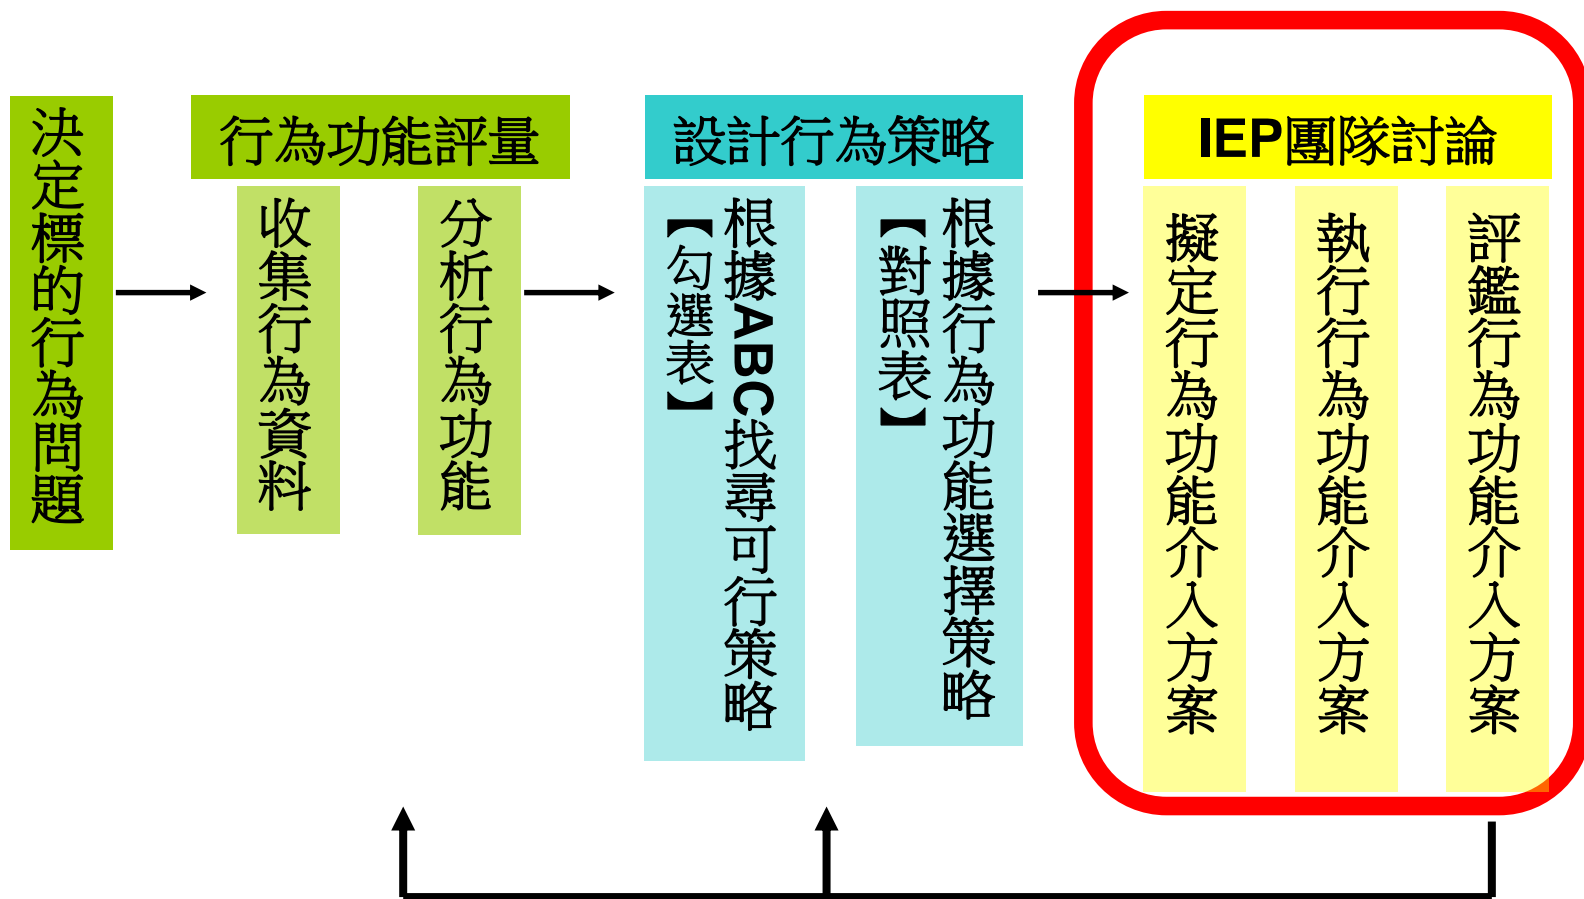 決定標的行為問題
行為功能評量
收集行為資料
分析行為功能
設計行為策略
根據ABC找尋可行策略
【勾選表】
根據行為功能選擇策略
【對照表】
IEP團隊討論
擬定行為功能介入方案
執行行為功能介入方案
評鑑行為功能介入方案